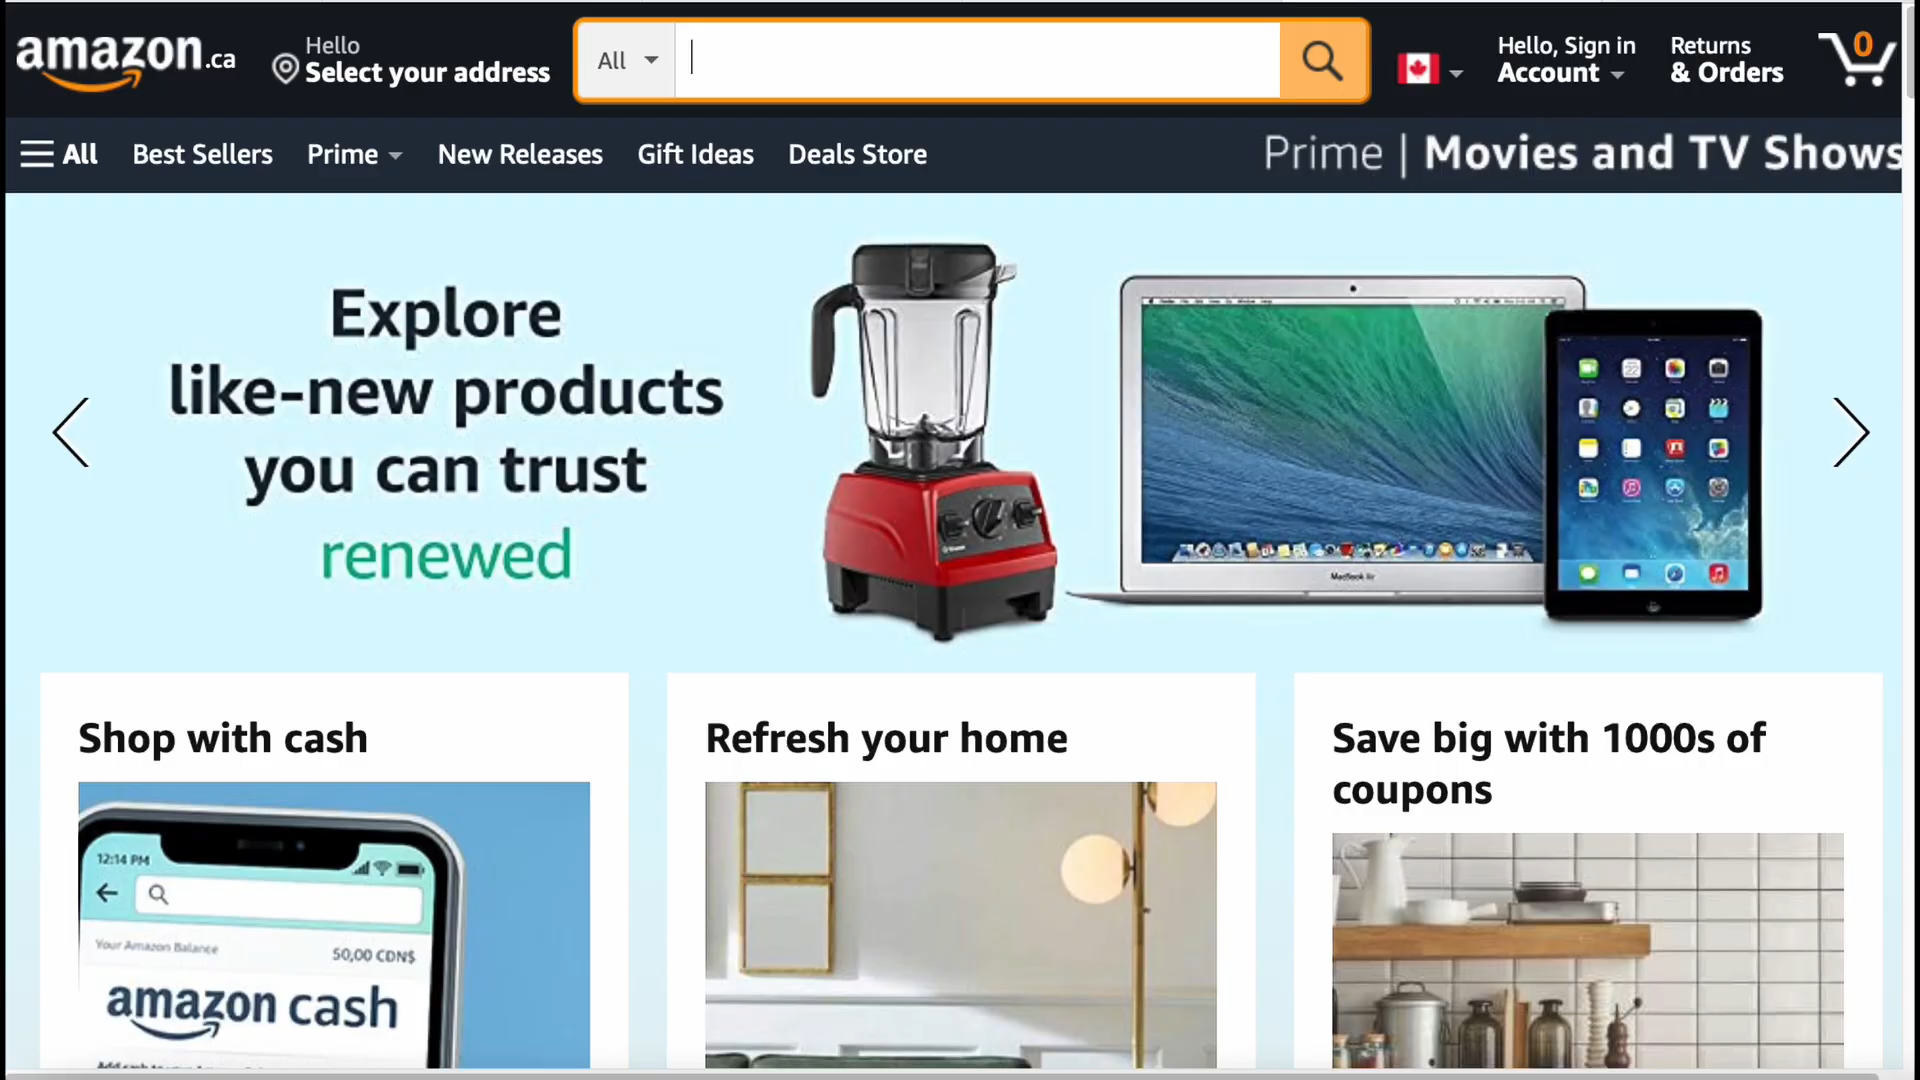 amazon.ca
Hello
Select your address
All
Hello, Sign in
Account
Returns
& Orders
0
All
Best Sellers
Prime
New Releases
Gift Ideas
Deals Store
Prime | Movies and TV Shows
Explore
like-new products
you can trust
renewed
MacBook Air
Shop with cash
Refresh your home
Save big with 1000s of
coupons
12:14 PM
Your Amazon Balance
50,00 CDN$
amazon cash